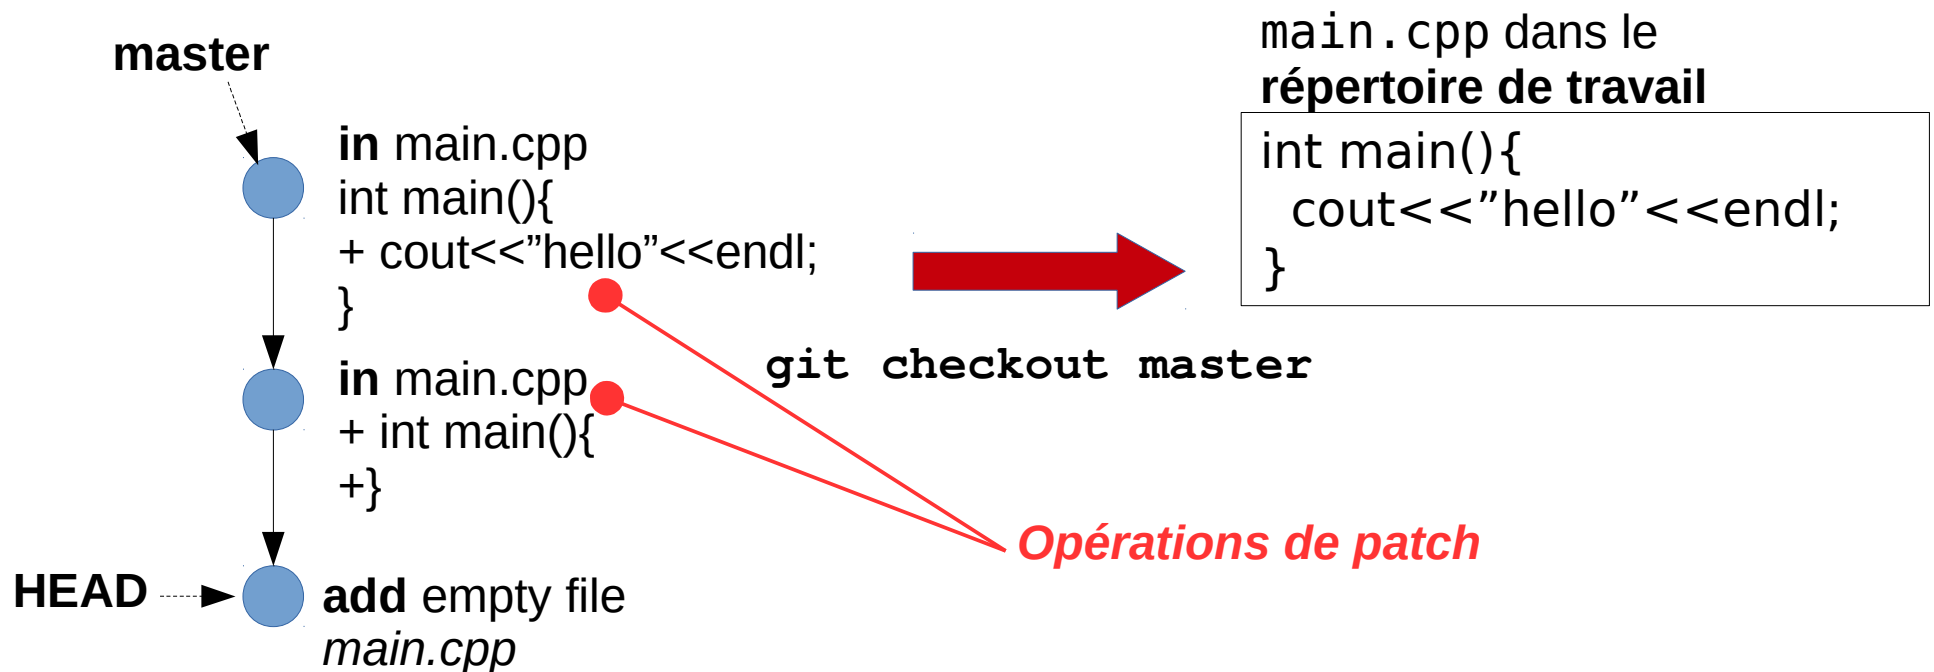 master
in main.cpp
int main(){
+ cout<<”hello”<<endl;
}
in main.cpp
+ int main(){
+}
HEAD
add empty file
main.cpp
git checkout master
Opérations de patch
main.cpp dans le
répertoire de travail
int main(){
cout<<”hello”<<endl;
}